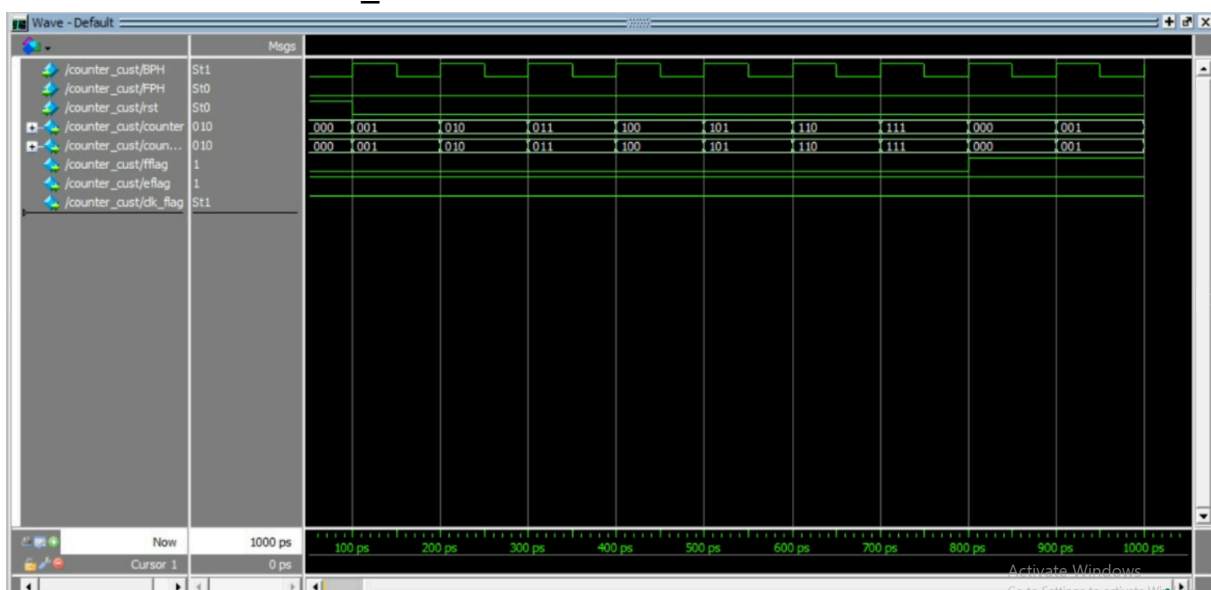 Wave - Default
Msgs
/counter_cust/BPH St1
/counter_cust/FPH St0
/counter_cust/rst St0
/counter_cust/counter 010 000 001 010 011 100 101 110 111 000 001
/counter_cust/coun... 010 000 001 010 011 100 101 110 111 000 001
/counter_cust/fflag 1
/counter_cust/eflag 1
/counter_cust/clk_flag St1
Now 1000 ps 100 ps 200 ps 300 ps 400 ps 500 ps 600 ps 700 ps 800 ps 900 ps 1000 ps
Cursor 1 0 ps
Activate Windows